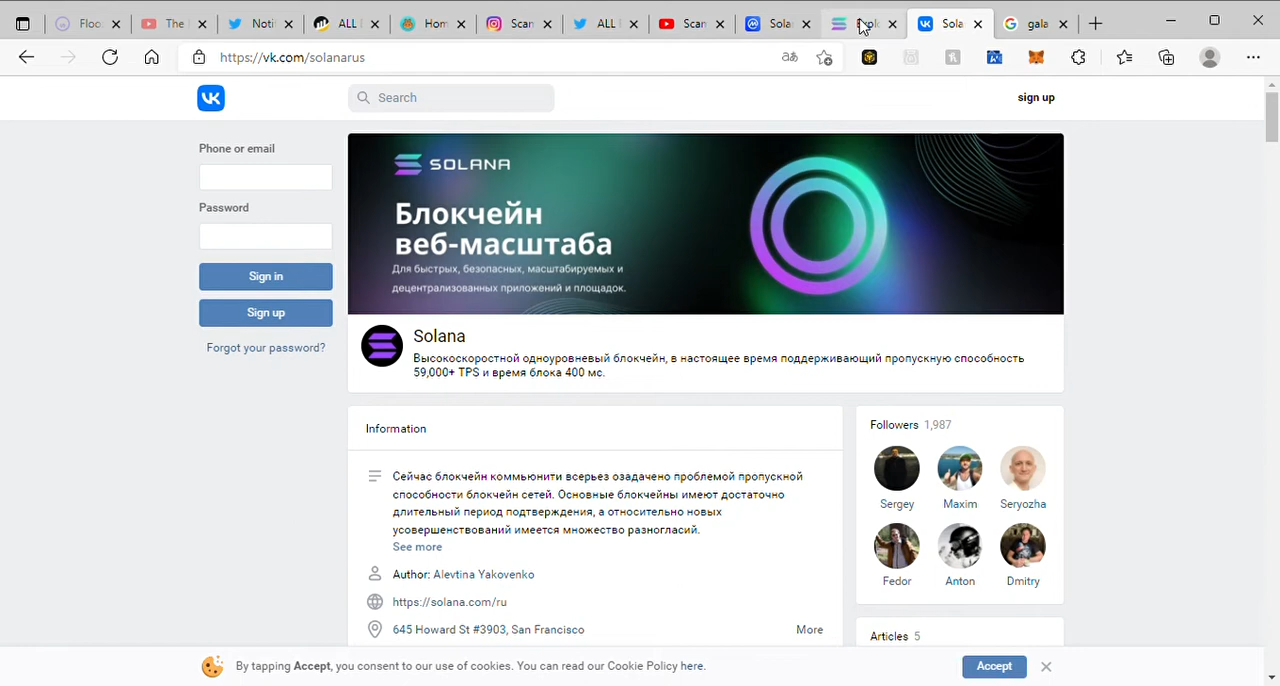 Floo
The
Noti
ALL
Hom
Scan
ALL
Scan
Sola
Explo
Sola
gala
https://vk.com/solanarus
Search
sign up
Phone or email
Password
Sign in
Sign up
Forgot your password?
SOLANA
Блокчейн
веб-масштаба
Для быстрых, безопасных, масштабируемых и
децентрализованных приложений и площадок.
Solana
Высокоскоростной одноуровневый блокчейн, в настоящее время поддерживающий пропускную способность
59,000+ TPS и время блока 400 мс.
Information
Сейчас блокчейн коммьюнити всерьез озадачено проблемой пропускной
способности блокчейн сетей. Основные блокчейны имеют достаточно
длительный период подтверждения, а относительно новых
усовершенствований имеется множество разногласий.
See more
Author: Alevtina Yakovenko
https://solana.com/ru
645 Howard St #3903, San Francisco
More
Followers 1,987
Sergey
Maxim
Seryozha
Fedor
Anton
Dmitry
Articles 5
By tapping Accept, you consent to our use of cookies. You can read our Cookie Policy here.
Accept